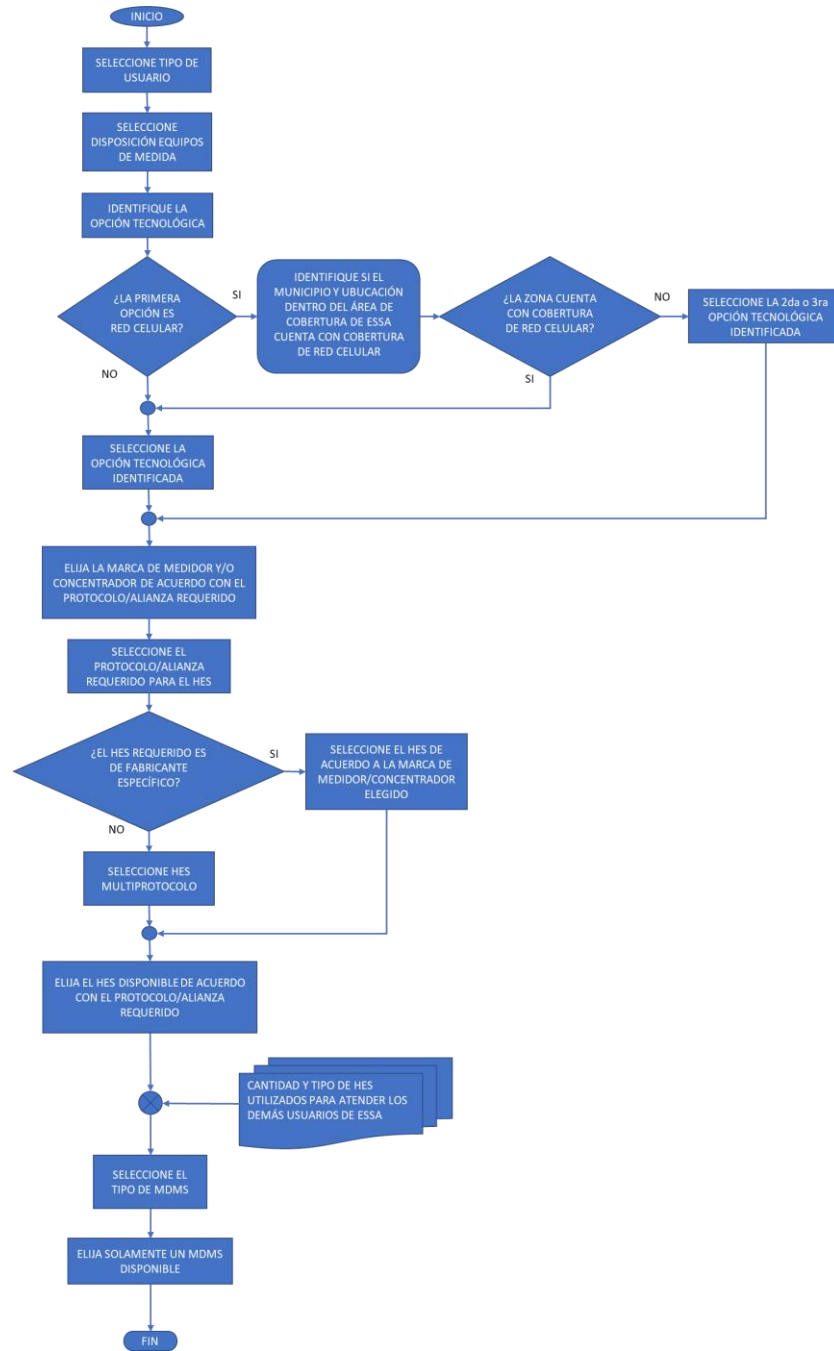 INICIO
SELECCIONE TIPO DE
USUARIO
SELECCIONE
DISPOSICIÓN EQUIPOS
DE MEDIDA
IDENTIFIQUE LA
OPCIÓN TECNOLÓGICA
¿LA PRIMERA
OPCIÓN ES
RED CELULAR?
SI
NO
IDENTIFIQUE SI EL
MUNICIPIO Y UBUCACIÓN
DENTRO DEL ÁREA DE
COBERTURA DE ESSA
CUENTA CON COBERTURA
DE RED CELULAR
¿LA ZONA CUENTA
CON COBERTURA
DE RED CELULAR?
NO
SI
SELECCIONE LA 2da o 3ra
OPCIÓN TECNOLÓGICA
IDENTIFICADA
SELECCIONE LA
OPCIÓN TECNOLÓGICA
IDENTIFICADA
ELIJA LA MARCA DE MEDIDOR Y/O
CONCENTRADOR DE ACUERDO CON EL
PROTOCOLO/ALIANZA REQUERIDO
SELECCIONE EL
PROTOCOLO/ALIANZA
REQUERIDO PARA EL HES
¿EL HES REQUERIDO ES
DE FABRICANTE
ESPECÍFICO?
SI
NO
SELECCIONE EL HES DE
ACUERDO A LA MARCA DE
MEDIDOR/CONCENTRADOR
ELEGIDO
SELECCIONE HES
MULTIPROTOCOLO
ELIJA EL HES DISPONIBLE DE ACUERDO
CON EL PROTOCOLO/ALIANZA
REQUERIDO
CANTIDAD Y TIPO DE HES
UTILIZADOS PARA ATENDER LOS
DEMÁS USUARIOS DE ESSA
SELECCIONE EL
TIPO DE MDMS
ELIJA SOLAMENTE UN MDMS
DISPONIBLE
FIN